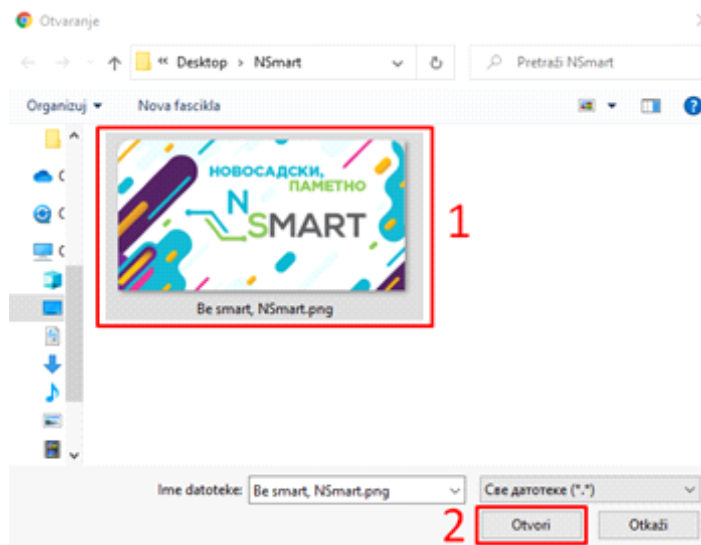 Otvaranje
« Desktop › NSmart
Pretraži NSmart
Organizuj
Nova fascikla
НОВОСАДСКИ,
ПАМЕТНО
N
SMART
1
Be smart, NSmart.png
Ime datoteke:
Be smart, NSmart.png
Све датотеке (*.*)
2
Otvori
Otkaži